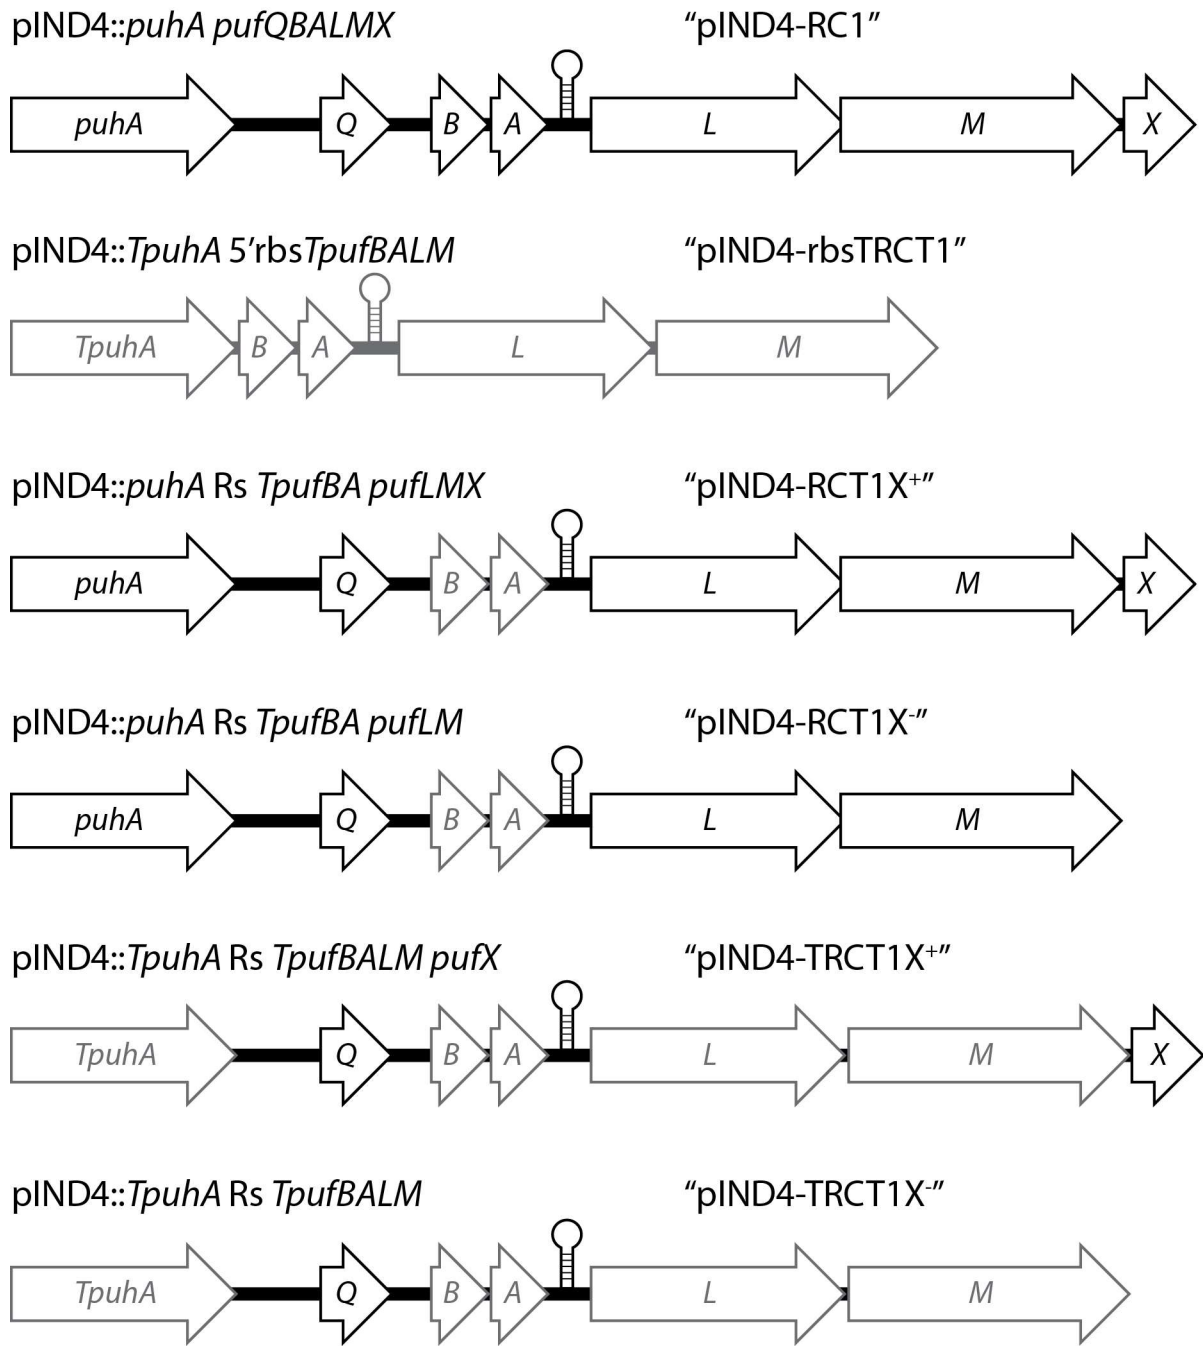 pIND4::puhA pufQBALMX “pIND4-RC1”
puhA Q B A L M X
pIND4::TpuhA 5’rbsTpufBALM “pIND4-rbsTRCT1”
TpuhA B A L M
pIND4::puhA Rs TpufBA pufLMX “pIND4-RCT1X⁺”
puhA Q B A L M X
pIND4::puhA Rs TpufBA pufLM “pIND4-RCT1X⁻”
puhA Q B A L M
pIND4::TpuhA Rs TpufBALM pufX “pIND4-TRCT1X⁺”
TpuhA Q B A L M X
pIND4::TpuhA Rs TpufBALM “pIND4-TRCT1X⁻”
TpuhA Q B A L M